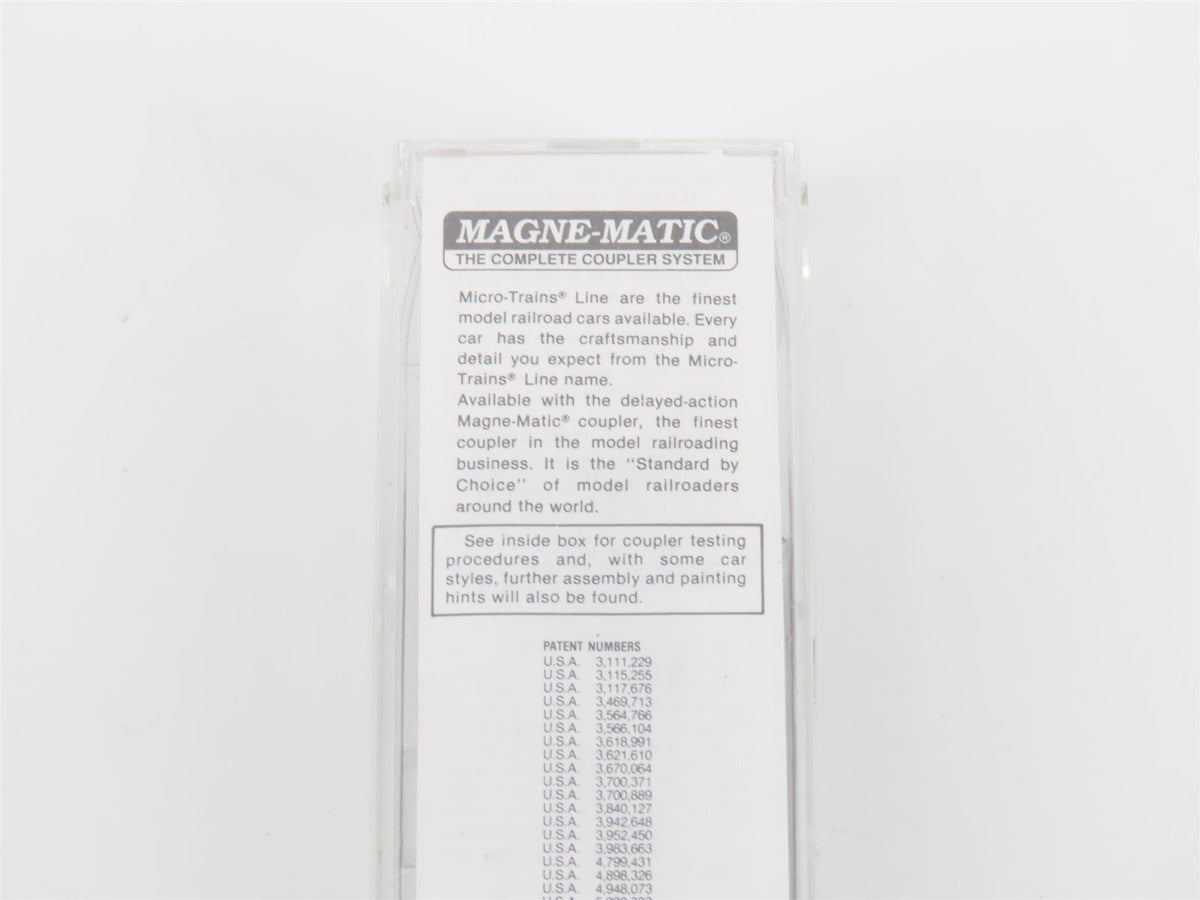 MAGNE-MATIC®
THE COMPLETE COUPLER SYSTEM
Micro-Trains® Line are the finest
model railroad cars available. Every
car has the craftsmanship and
detail you expect from the Micro-
Trains® Line name.
Available with the delayed-action
Magne-Matic® coupler, the finest
coupler in the model railroading
business. It is the "Standard by
Choice" of model railroaders
around the world.
See inside box for coupler testing
procedures and, with some car
styles, further assembly and painting
hints will also be found.
PATENT NUMBERS
U.S.A. 3,111,229
U.S.A. 3,115,255
U.S.A. 3,117,676
U.S.A. 3,469,713
U.S.A. 3,564,766
U.S.A. 3,566,104
U.S.A. 3,618,991
U.S.A. 3,621,610
U.S.A. 3,670,064
U.S.A. 3,700,371
U.S.A. 3,700,889
U.S.A. 3,840,127
U.S.A. 3,942,648
U.S.A. 3,952,450
U.S.A. 3,983,663
U.S.A. 4,799,431
U.S.A. 4,898,326
U.S.A. 4,948,073
U.S.A.